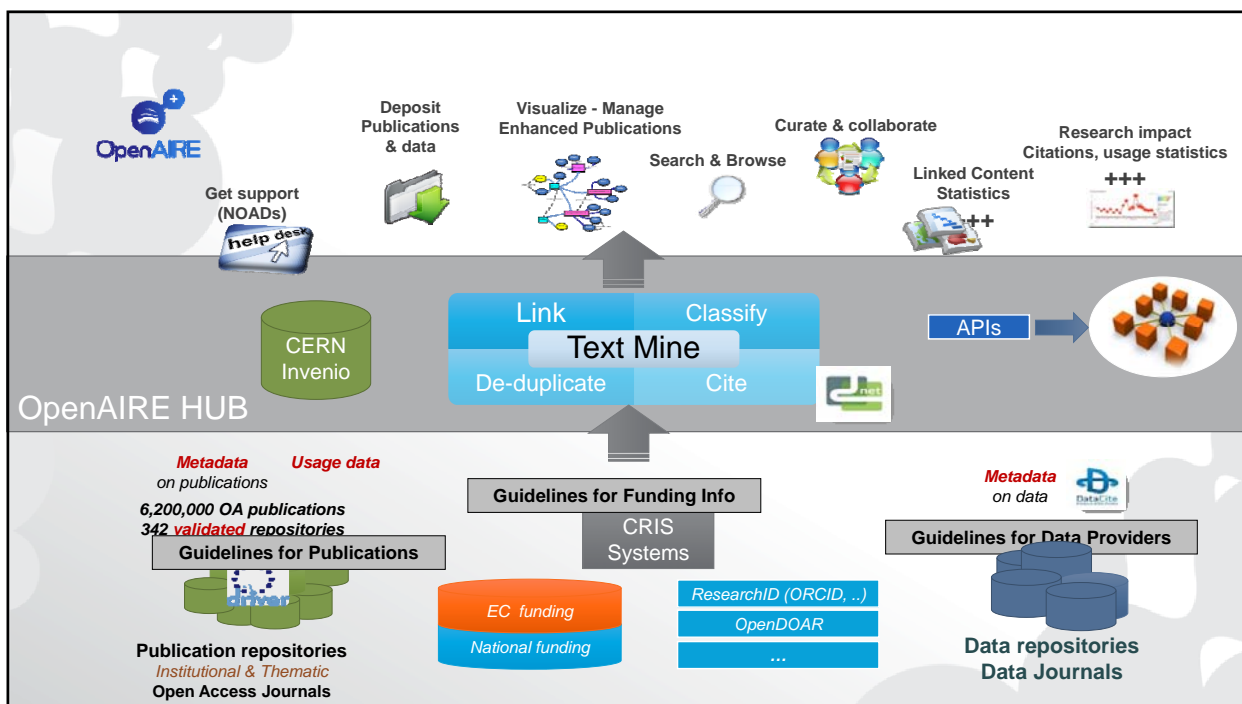 OpenAIRE
Deposit
Publications
& data
Visualize - Manage
Enhanced Publications
Search & Browse
Curate & collaborate
Linked Content
Statistics
+++
Research impact
Citations, usage statistics
+++
Get support
(NOADs)
help desk
CERN
Invenio
Link
Classify
Text Mine
De-duplicate
Cite
net
APIs
OpenAIRE HUB
Metadata
on publications
Usage data
6,200,000 OA publications
342 validated repositories
Guidelines for Publications
driver
Publication repositories
Institutional & Thematic
Open Access Journals
Guidelines for Funding Info
CRIS
Systems
EC funding
National funding
ResearchID (ORCID, ..)
OpenDOAR
...
Metadata
on data
DataCite
Guidelines for Data Providers
Data repositories
Data Journals